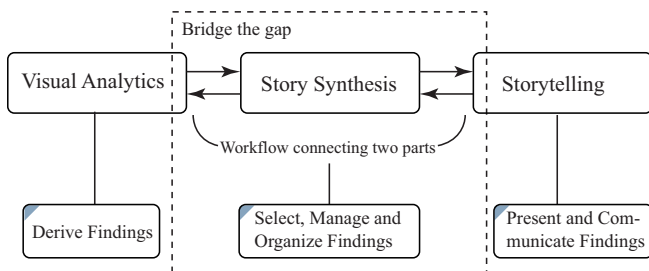 Bridge the gap
Visual Analytics
Story Synthesis
Storytelling
Workflow connecting two parts
Derive Findings
Select, Manage and
Organize Findings
Present and Com-
municate Findings